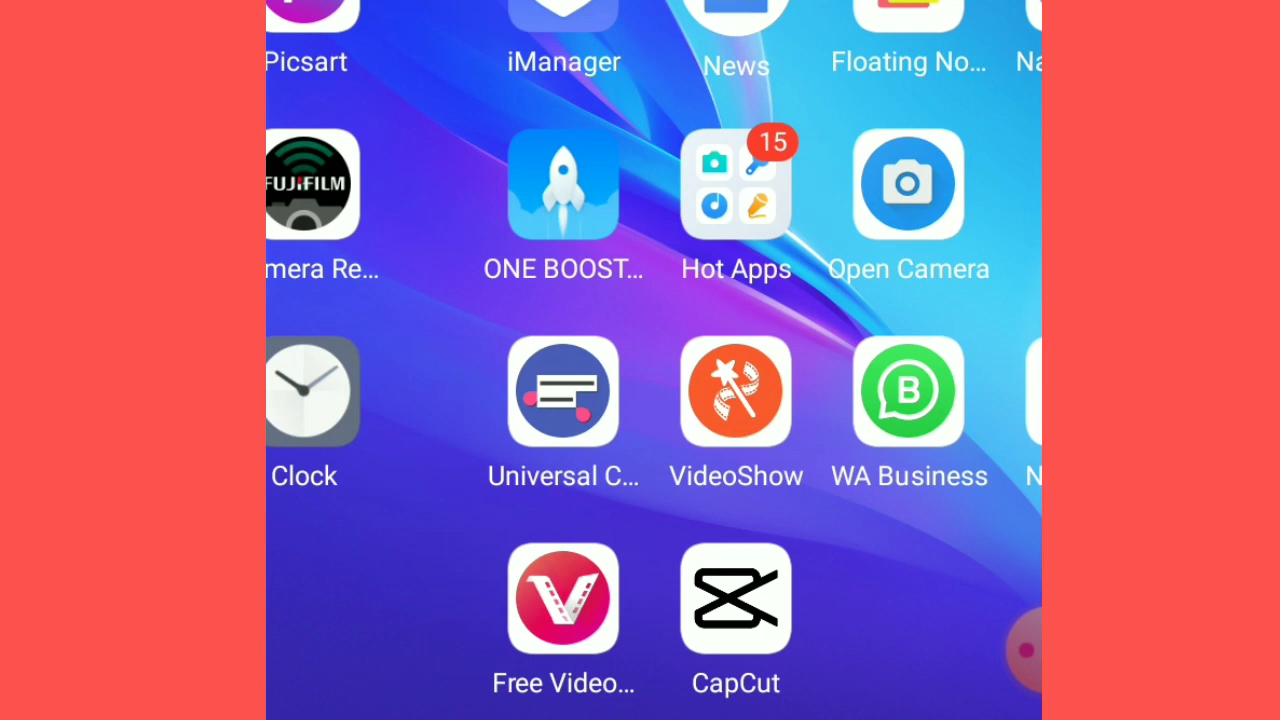 Picsart
iManager
News
Floating No...
Na
15
FUJIFILM
mera Re...
ONE BOOST...
Hot Apps
Open Camera
B
Clock
Universal C...
VideoShow
WA Business
N
Free Video...
CapCut